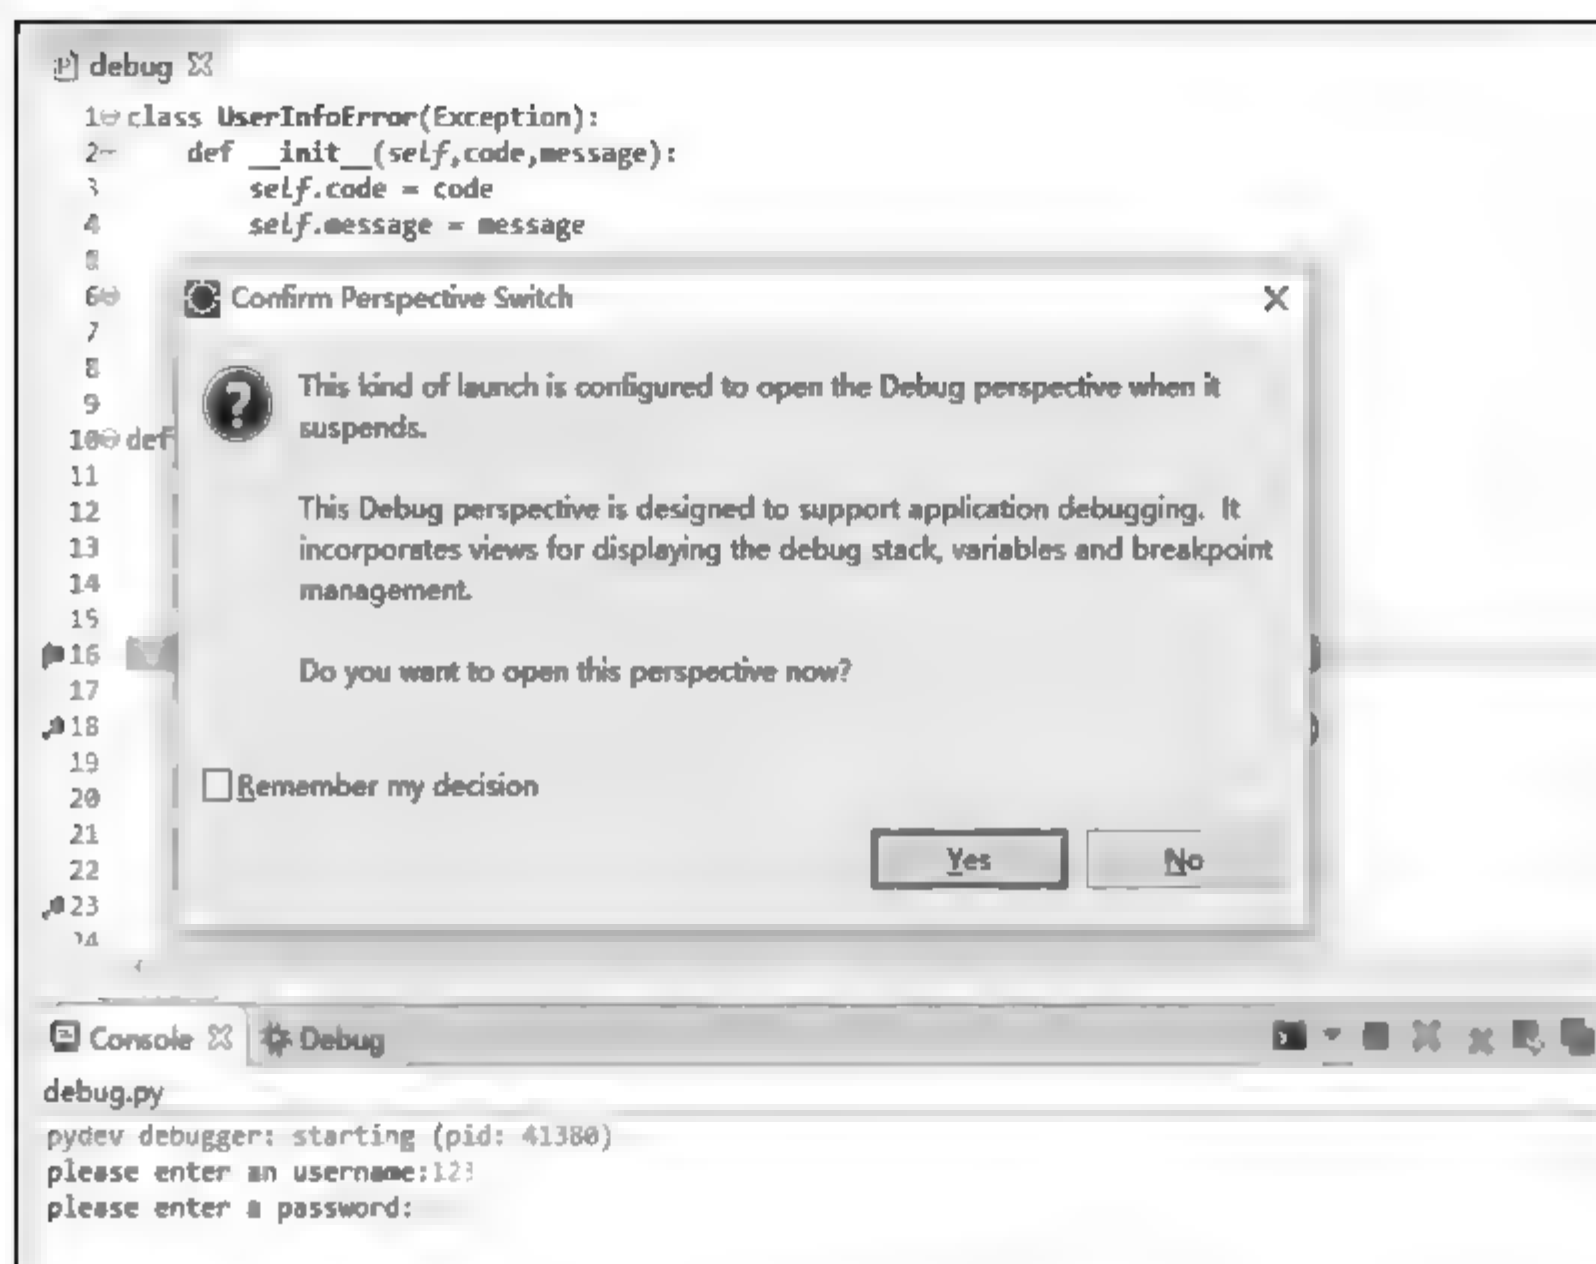 debug
1 class UserInfoError(Exception):
2 def __init__(self,code,message):
3 self.code = code
4 self.message = message
6
7
8
9
10 def
11
12
13
14
15
16
17
18
19
20
21
22
23
24
Confirm Perspective Switch
This kind of launch is configured to open the Debug perspective when it
suspends.
This Debug perspective is designed to support application debugging. It
incorporates views for displaying the debug stack, variables and breakpoint
management.
Do you want to open this perspective now?
Remember my decision
Yes No
Console Debug
debug.py
pydev debugger: starting (pid: 41380)
please enter an username:123
please enter a password: